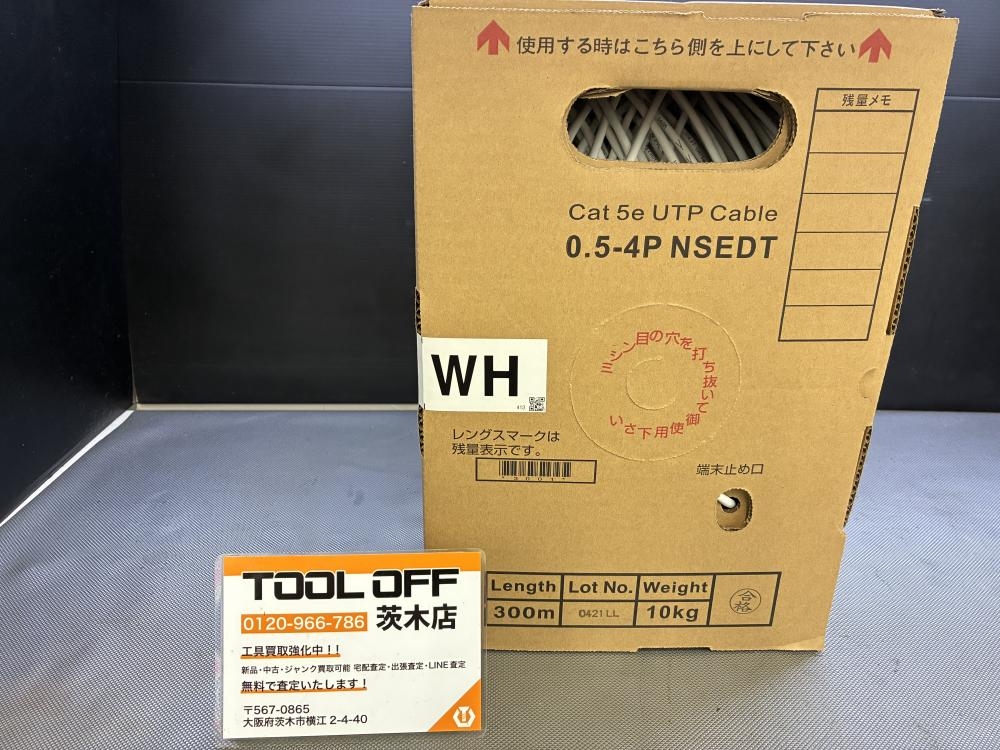 使用する時はこちら側を上にして下さい
残量メモ
Cat 5e UTP Cable
0.5-4P NSEDT
ミシン目の穴を打ち抜いて御使用下さい
WH
413
レングスマークは
残量表示です。
端末止め口
Length Lot No. Weight
300m 0421LL 10kg
合格
TOOL OFF
0120-966-786 茨木店
工具買取強化中!!
新品・中古・ジャンク買取可能 宅配査定・出張査定・LINE査定
無料で査定いたします!
〒567-0865
大阪府茨木市横江 2-4-40